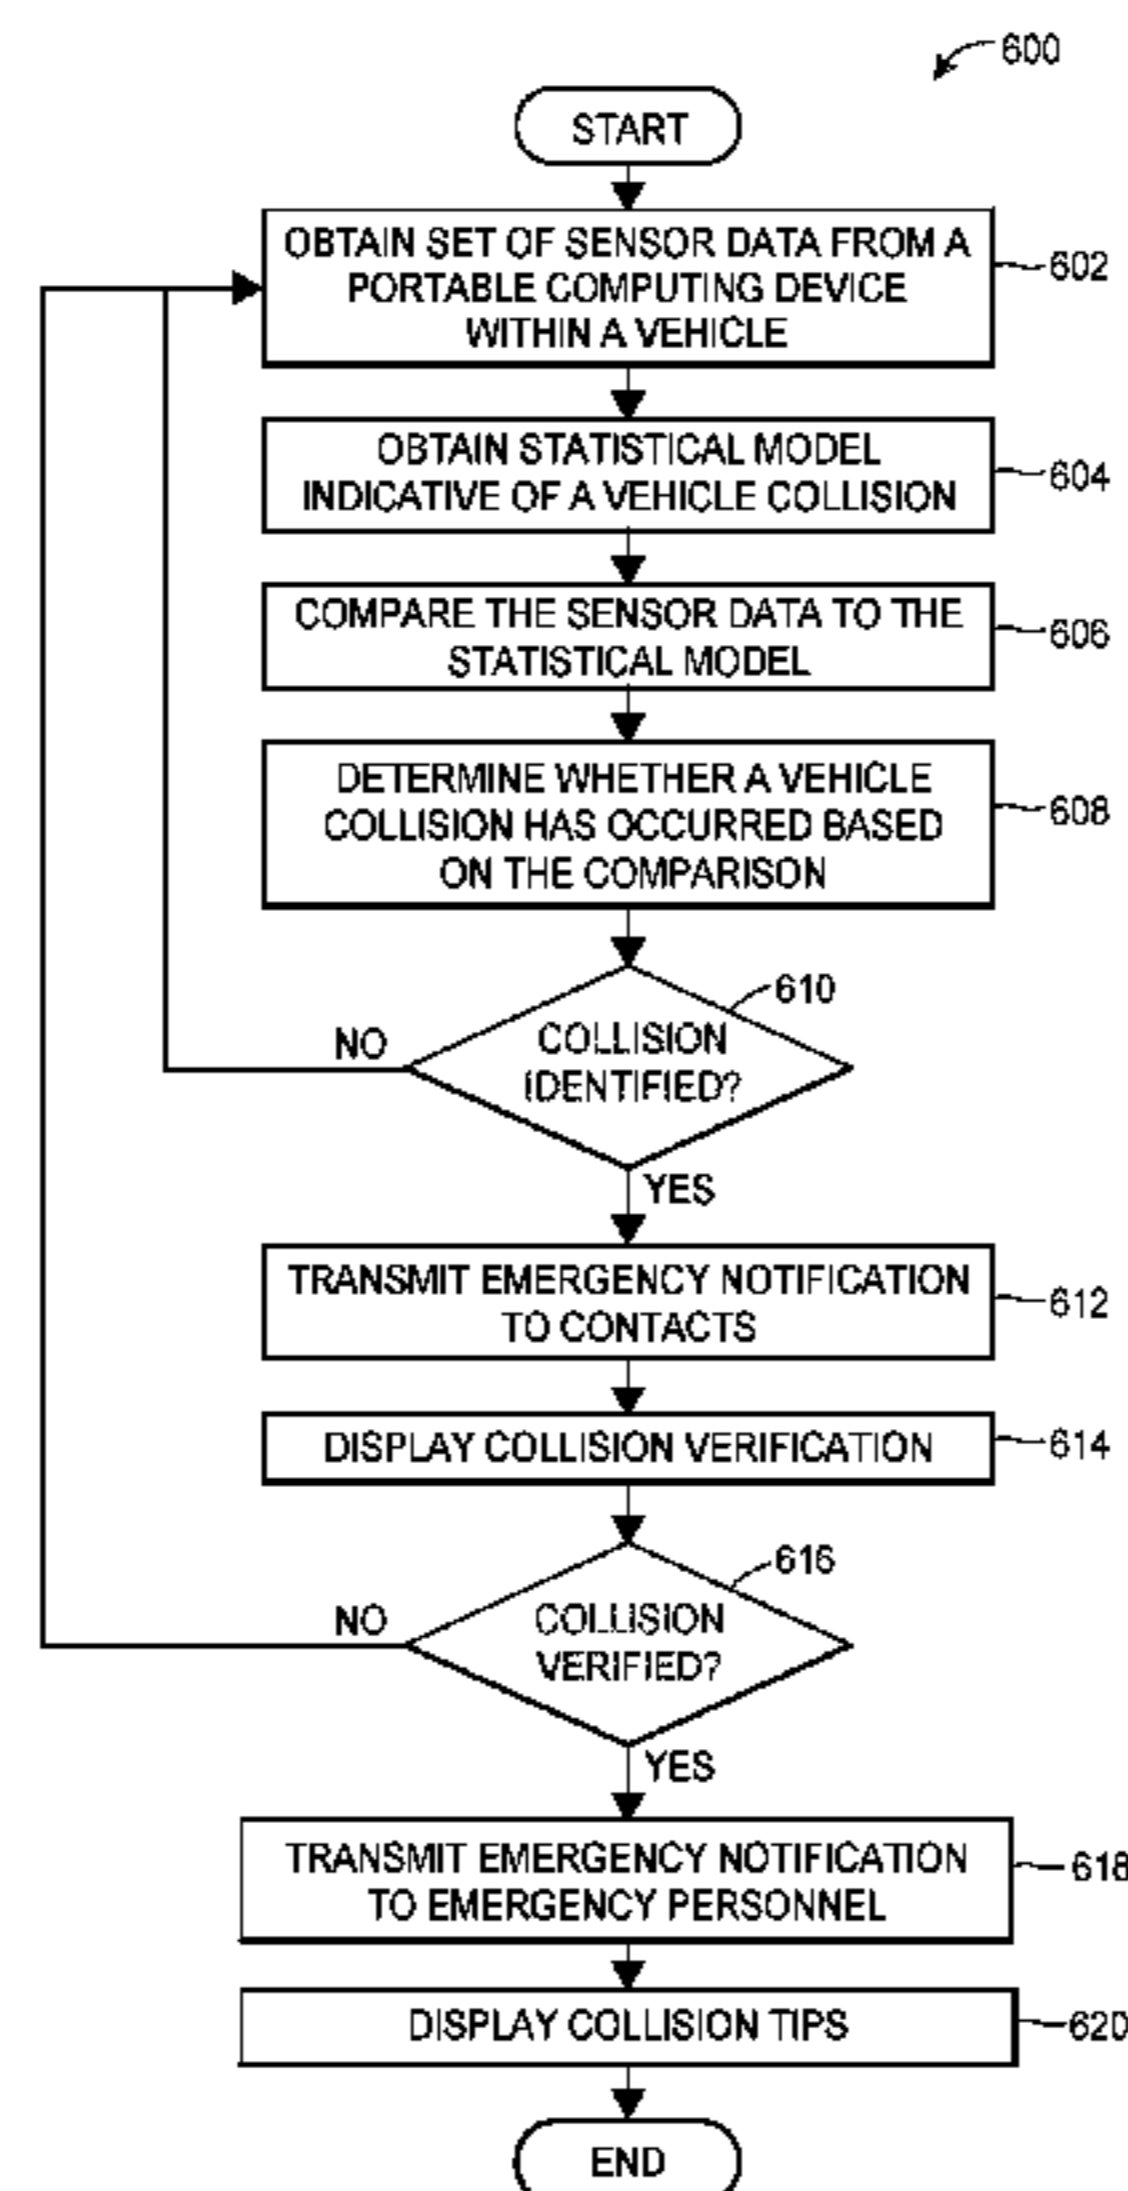 600
START
OBTAIN SET OF SENSOR DATA FROM A
PORTABLE COMPUTING DEVICE
WITHIN A VEHICLE
602
OBTAIN STATISTICAL MODEL
INDICATIVE OF A VEHICLE COLLISION
604
COMPARE THE SENSOR DATA TO THE
STATISTICAL MODEL
606
DETERMINE WHETHER A VEHICLE
COLLISION HAS OCCURRED BASED
ON THE COMPARISON
608
610
COLLISION
IDENTIFIED?
NO
YES
TRANSMIT EMERGENCY NOTIFICATION
TO CONTACTS
612
DISPLAY COLLISION VERIFICATION
614
616
COLLISION
VERIFIED?
NO
YES
TRANSMIT EMERGENCY NOTIFICATION
TO EMERGENCY PERSONNEL
618
DISPLAY COLLISION TIPS
620
END